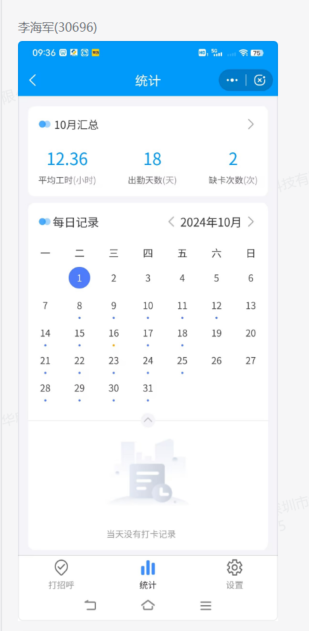 李海军(30696)
09:36
75
统计
10月汇总
12.36 18 2
平均工时(小时) 出勤天数(天) 缺卡次数(次)
每日记录 2024年10月
一 二 三 四 五 六 日
1 2 3 4 5 6
7 8 9 10 11 12 13
14 15 16 17 18 19 20
21 22 23 24 25 26 27
28 29 30 31
当天没有打卡记录
打招呼 统计 设置